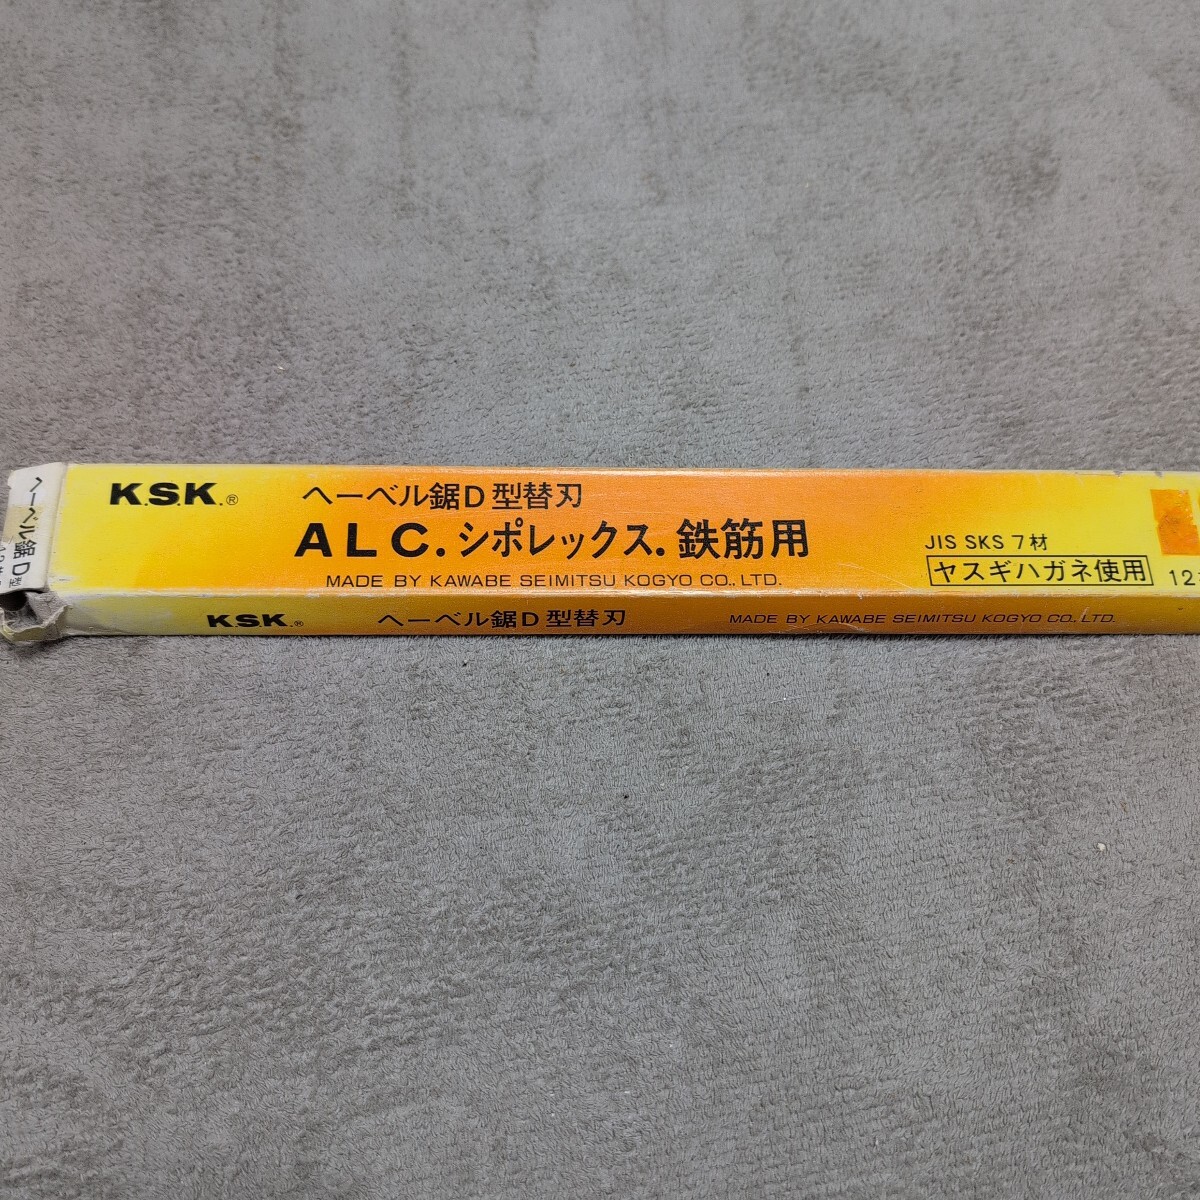 K.S.K.®
ヘーベル鋸D型替刃
ALC.シポレックス.鉄筋用
MADE BY KAWABE SEIMITSU KOGYO CO., LTD.
JIS SKS 7材
ヤスギハガネ使用
12
KSK.®
ヘーベル鋸D型替刃
MADE BY KAWABE SEIMITSU KOGYO CO., LTD.
ヘーベル鋸D型